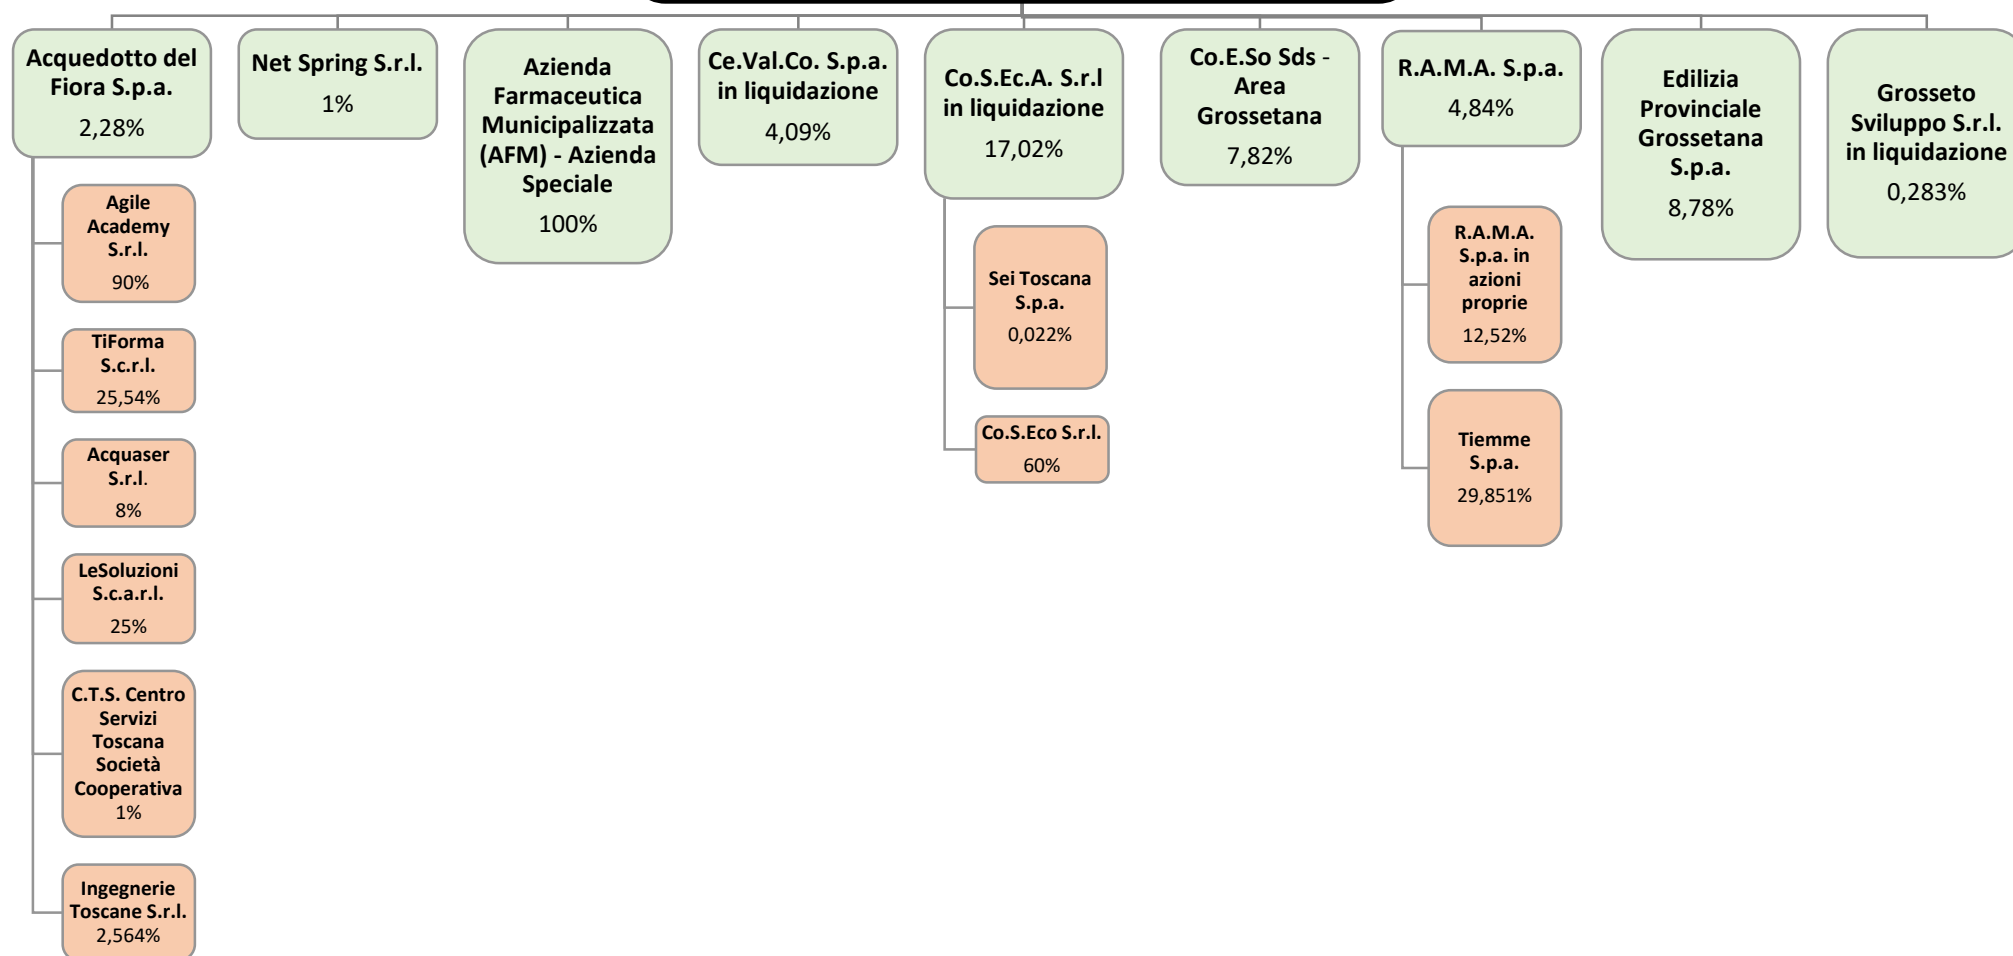 Acquedotto del
Fiora S.p.a.
2,28%
Agile
Academy
S.r.l.
90%
TiForma
S.c.r.l.
25,54%
Acquaser
S.r.l.
8%
LeSoluzioni
S.c.a.r.l.
25%
C.T.S. Centro
Servizi
Toscana
Società
Cooperativa
1%
Ingegnerie
Toscane S.r.l.
2,564%
Net Spring S.r.l.
1%
Azienda
Farmaceutica
Municipalizzata
(AFM) - Azienda
Speciale
100%
Ce.Val.Co. S.p.a.
in liquidazione
4,09%
Co.S.Ec.A. S.r.l
in liquidazione
17,02%
Sei Toscana
S.p.a.
0,022%
Co.S.Eco S.r.l.
60%
Co.E.So Sds -
Area
Grossetana
7,82%
R.A.M.A. S.p.a.
4,84%
R.A.M.A.
S.p.a. in
azioni
proprie
12,52%
Tiemme
S.p.a.
29,851%
Edilizia
Provinciale
Grossetana
S.p.a.
8,78%
Grosseto
Sviluppo S.r.l.
in liquidazione
0,283%